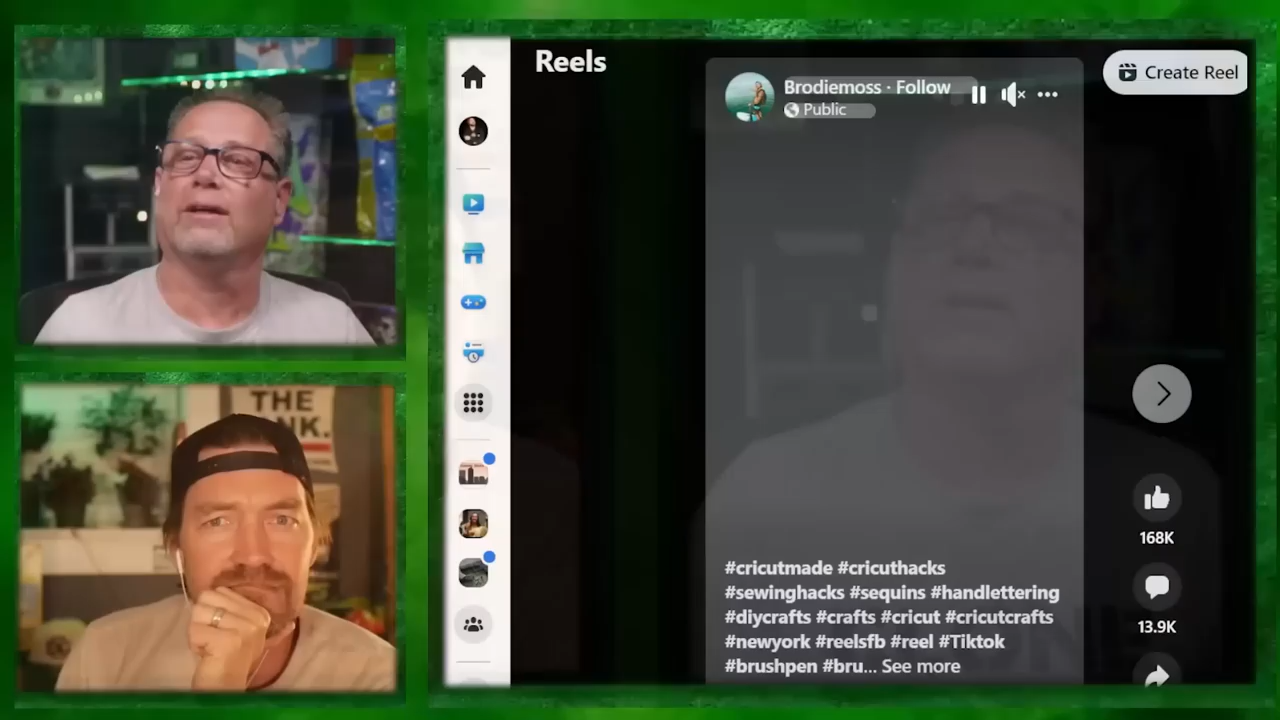 Reels
Create Reel
Brodiemoss · Follow
Public
THE
168K
13.9K
#cricutmade #cricuthacks
#sewinghacks #sequins #handlettering
#diycrafts #crafts #cricut #cricutcrafts
#newyork #reelsfb #reel #Tiktok
#brushpen #bru... See more